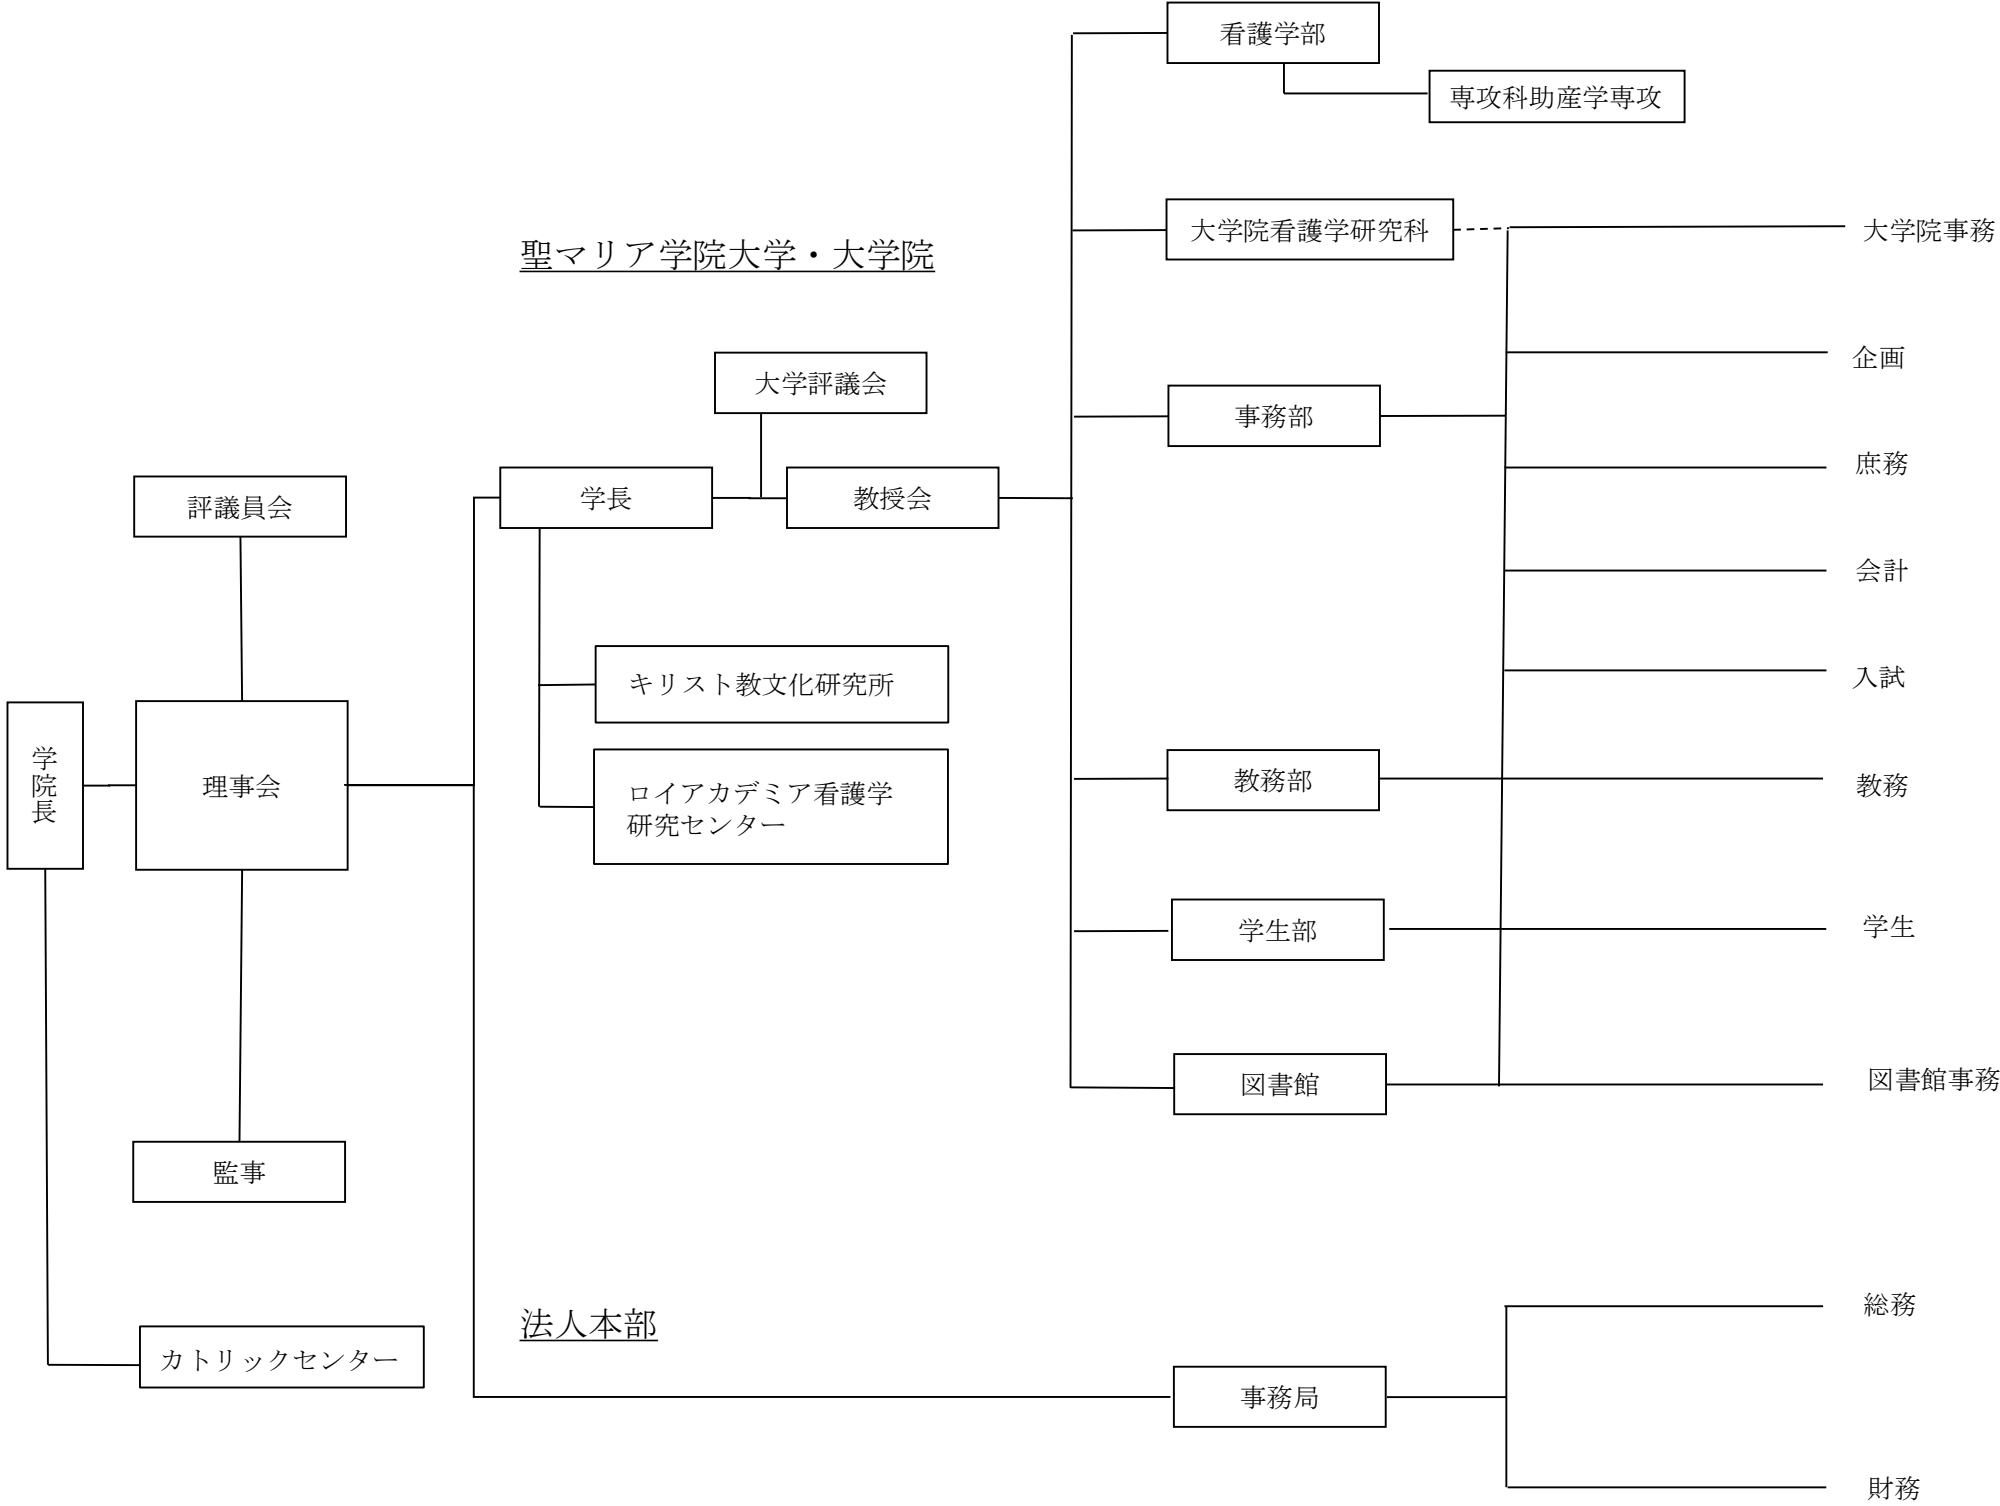 看護学部
専攻科助産学専攻
大学院看護学研究科
大学院事務
聖マリア学院大学・大学院
企画
大学評議会
事務部
庶務
学長
教授会
評議員会
会計
入試
キリスト教文化研究所
学院長
理事会
教務部
教務
ロイアカデミア看護学
研究センター
学生部
学生
図書館
図書館事務
監事
総務
法人本部
カトリックセンター
事務局
財務